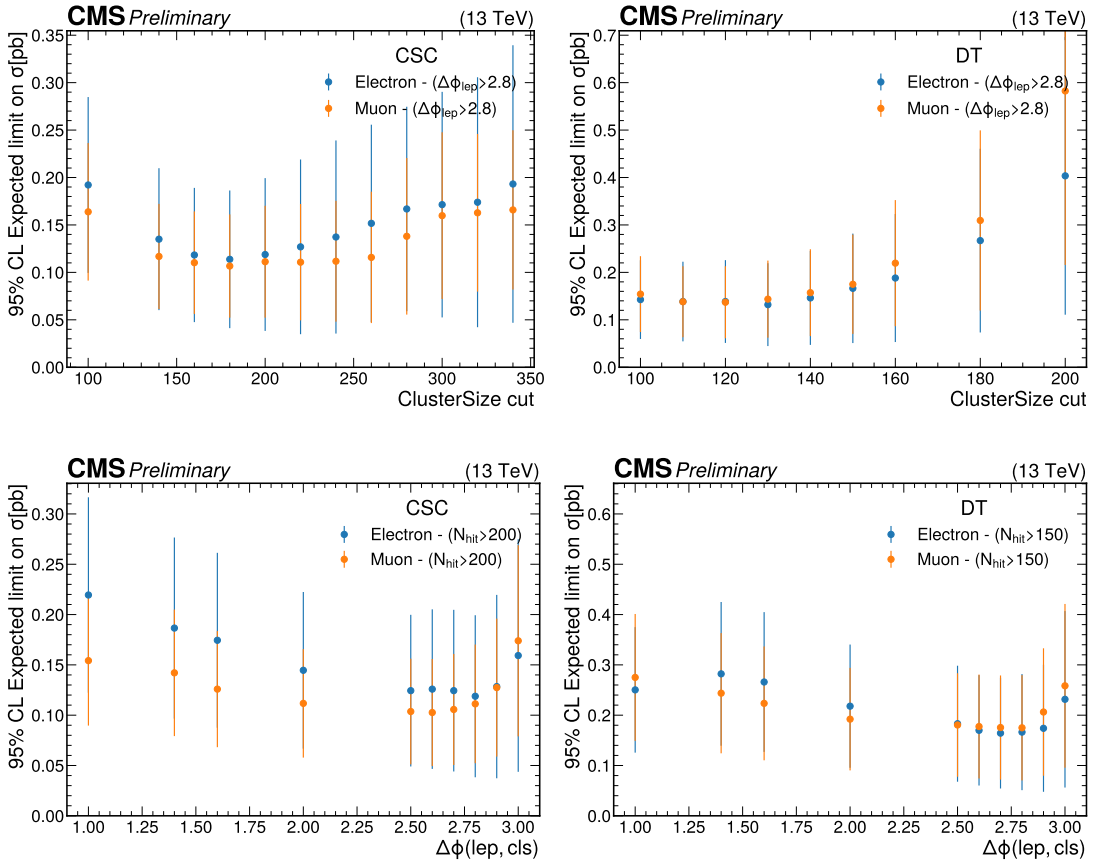 CMS Preliminary (13 TeV)
95% CL Expected limit on σ[pb]
0.35
0.30
0.25
0.20
0.15
0.10
0.05
0.00
CSC
Electron - (Δϕlep>2.8)
Muon - (Δϕlep>2.8)
100 150 200 250 300 350
ClusterSize cut
CMS Preliminary (13 TeV)
95% CL Expected limit on σ[pb]
0.7
0.6
0.5
0.4
0.3
0.2
0.1
0.0
DT
Electron - (Δϕlep>2.8)
Muon - (Δϕlep>2.8)
100 120 140 160 180 200
ClusterSize cut
CMS Preliminary (13 TeV)
95% CL Expected limit on σ[pb]
0.30
0.25
0.20
0.15
0.10
0.05
0.00
CSC
Electron - (Nhit>200)
Muon - (Nhit>200)
1.00 1.25 1.50 1.75 2.00 2.25 2.50 2.75 3.00
Δϕ(lep, cls)
CMS Preliminary (13 TeV)
95% CL Expected limit on σ[pb]
0.6
0.5
0.4
0.3
0.2
0.1
0.0
DT
Electron - (Nhit>150)
Muon - (Nhit>150)
1.00 1.25 1.50 1.75 2.00 2.25 2.50 2.75 3.00
Δϕ(lep, cls)